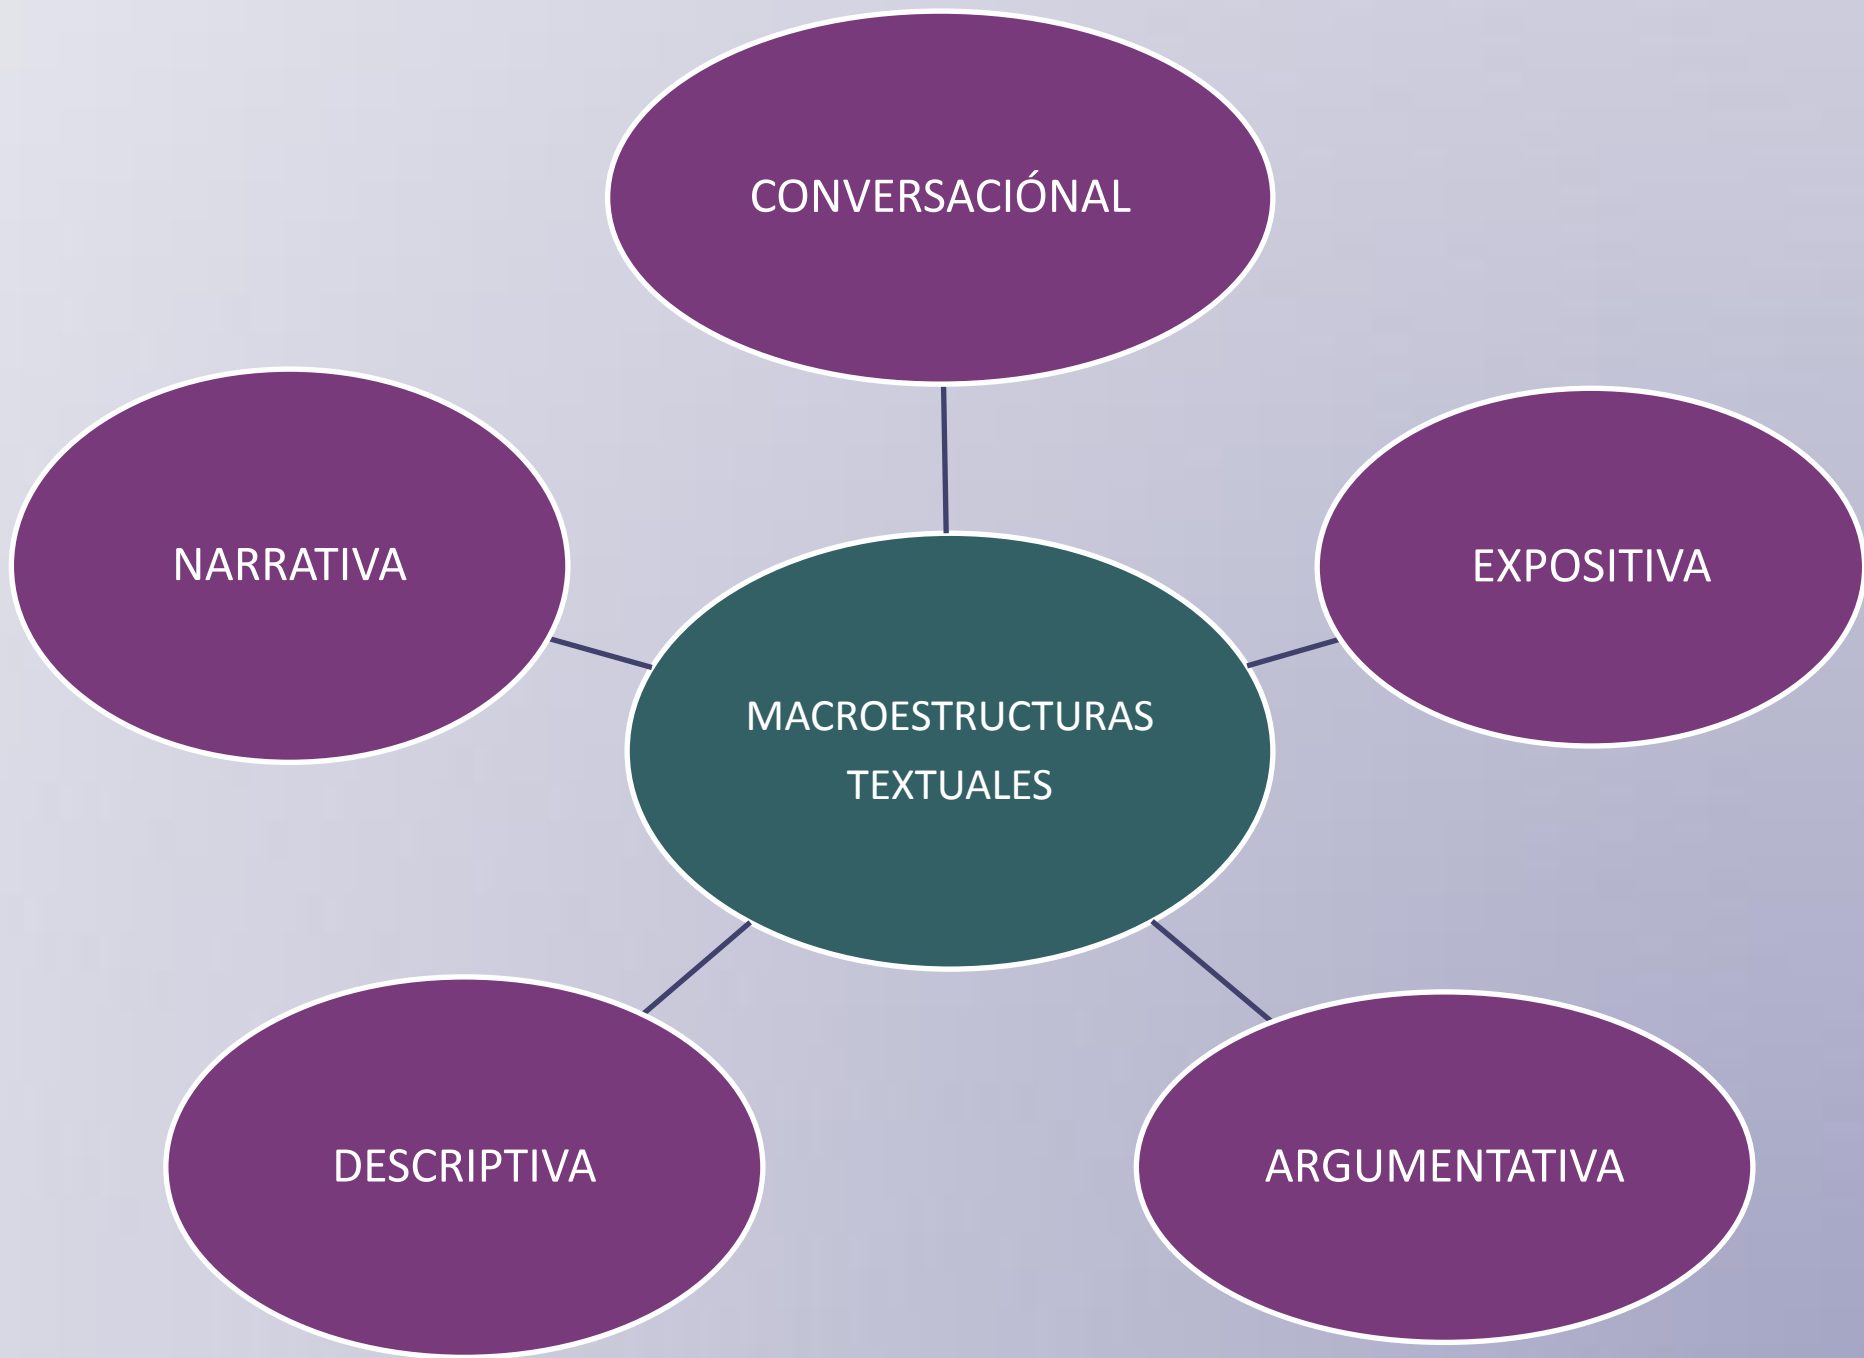 CONVERSACIÓNAL
NARRATIVA
EXPOSITIVA
MACROESTRUCTURAS
TEXTUALES
DESCRIPTIVA
ARGUMENTATIVA